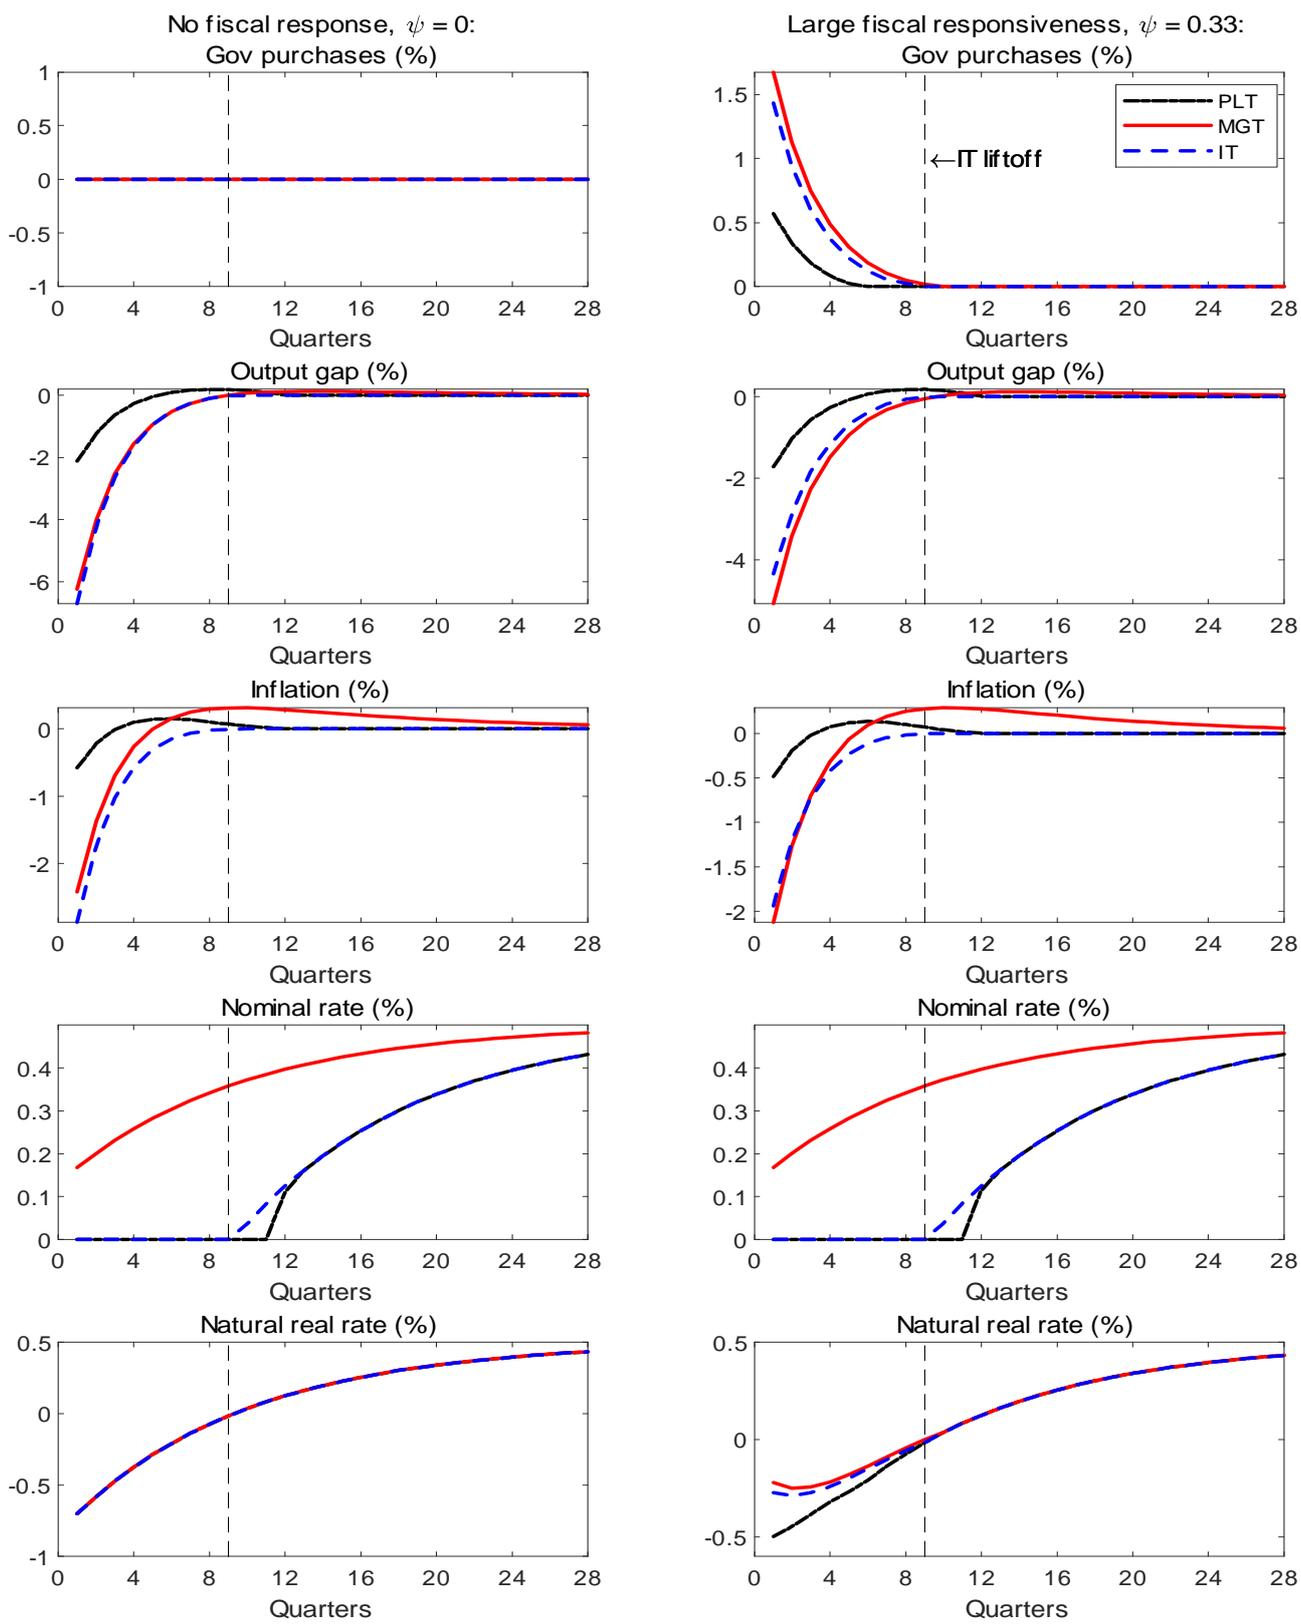 No fiscal response, ψ = 0:
Gov purchases (%)
1
0.5
0
-0.5
-1
0 4 8 12 16 20 24 28
Quarters
Large fiscal responsiveness, ψ = 0.33:
Gov purchases (%)
1.5
1
0.5
0
PLT
MGT
IT
←IT liftoff
0 4 8 12 16 20 24 28
Quarters
Output gap (%)
0
-2
-4
-6
0 4 8 12 16 20 24 28
Quarters
Output gap (%)
0
-2
-4
0 4 8 12 16 20 24 28
Quarters
Inflation (%)
0
-1
-2
0 4 8 12 16 20 24 28
Quarters
Inflation (%)
0
-0.5
-1
-1.5
-2
0 4 8 12 16 20 24 28
Quarters
Nominal rate (%)
0.4
0.3
0.2
0.1
0
0 4 8 12 16 20 24 28
Quarters
Nominal rate (%)
0.4
0.3
0.2
0.1
0
0 4 8 12 16 20 24 28
Quarters
Natural real rate (%)
0.5
0
-0.5
-1
0 4 8 12 16 20 24 28
Quarters
Natural real rate (%)
0.5
0
-0.5
0 4 8 12 16 20 24 28
Quarters